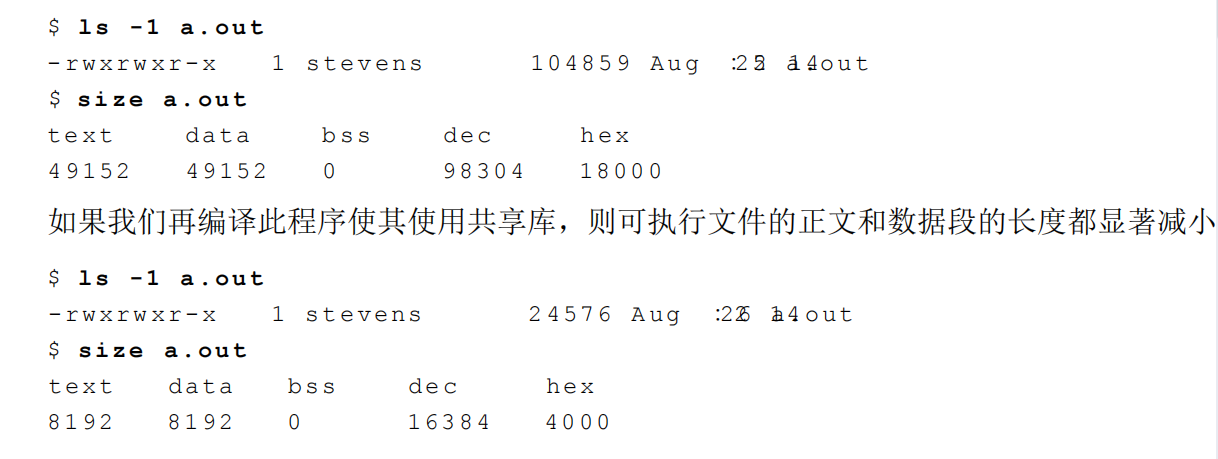 $ ls -1 a.out
-rwxrwxr-x 1 stevens 104859 Aug a.out
$ size a.out
text data bss dec hex
49152 49152 0 98304 18000
如果我们再编译此程序使其使用共享库，则可执行文件的正文和数据段的长度都显著减小
$ ls -1 a.out
-rwxrwxr-x 1 stevens 24576 Aug a.out
$ size a.out
text data bss dec hex
8192 8192 0 16384 4000